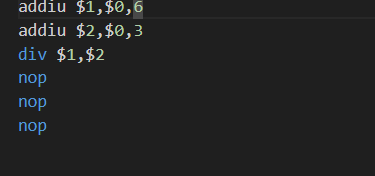 addiu $1,$0,6
addiu $2,$0,3
div $1,$2
nop
nop
nop